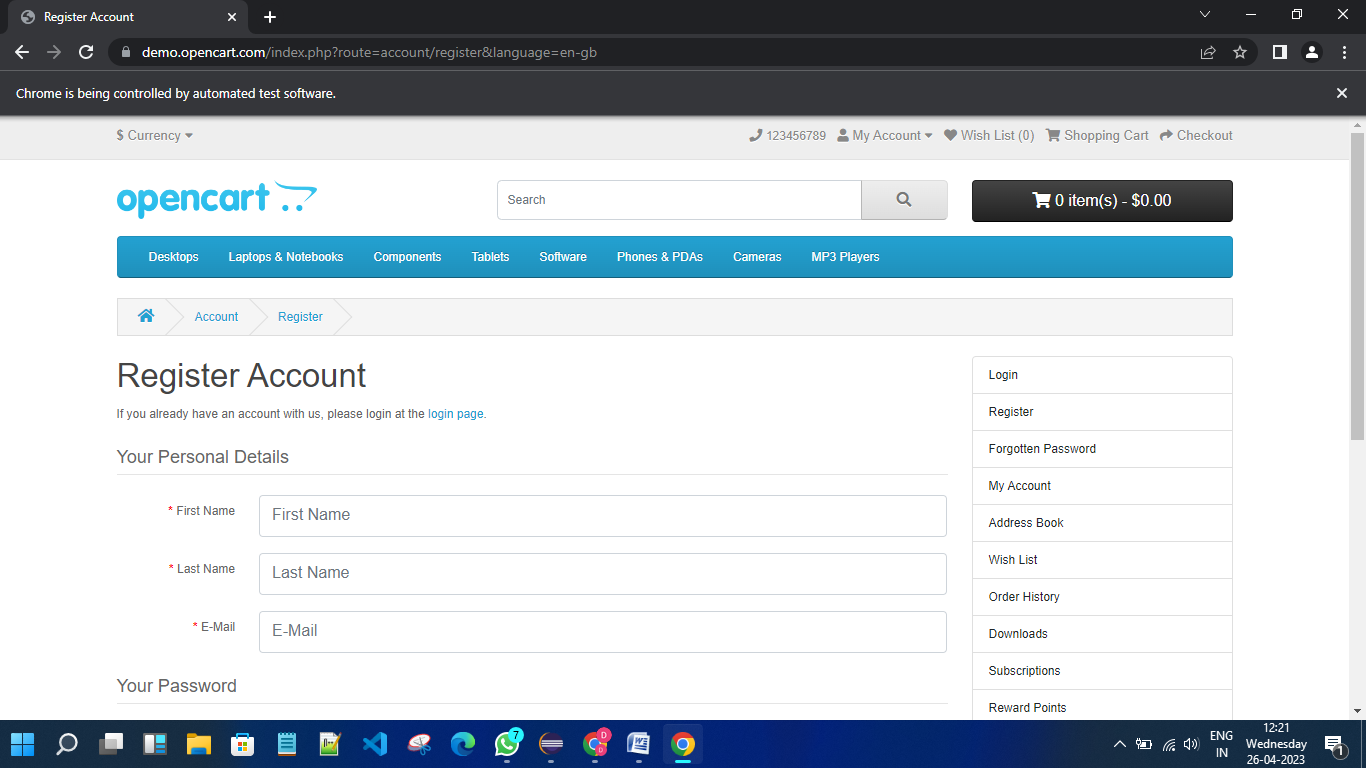 Register Account
demo.opencart.com/index.php?route=account/register&language=en-gb
Chrome is being controlled by automated test software.
$ Currency
123456789 My Account Wish List (0) Shopping Cart Checkout
opencart
Search
0 item(s) - $0.00
Desktops Laptops & Notebooks Components Tablets Software Phones & PDAs Cameras MP3 Players
Account Register
Register Account
If you already have an account with us, please login at the login page.
Your Personal Details
* First Name First Name
* Last Name Last Name
* E-Mail E-Mail
Your Password
Login
Register
Forgotten Password
My Account
Address Book
Wish List
Order History
Downloads
Subscriptions
Reward Points
7
D
D
W
ENG
IN
12:21
Wednesday
26-04-2023
1